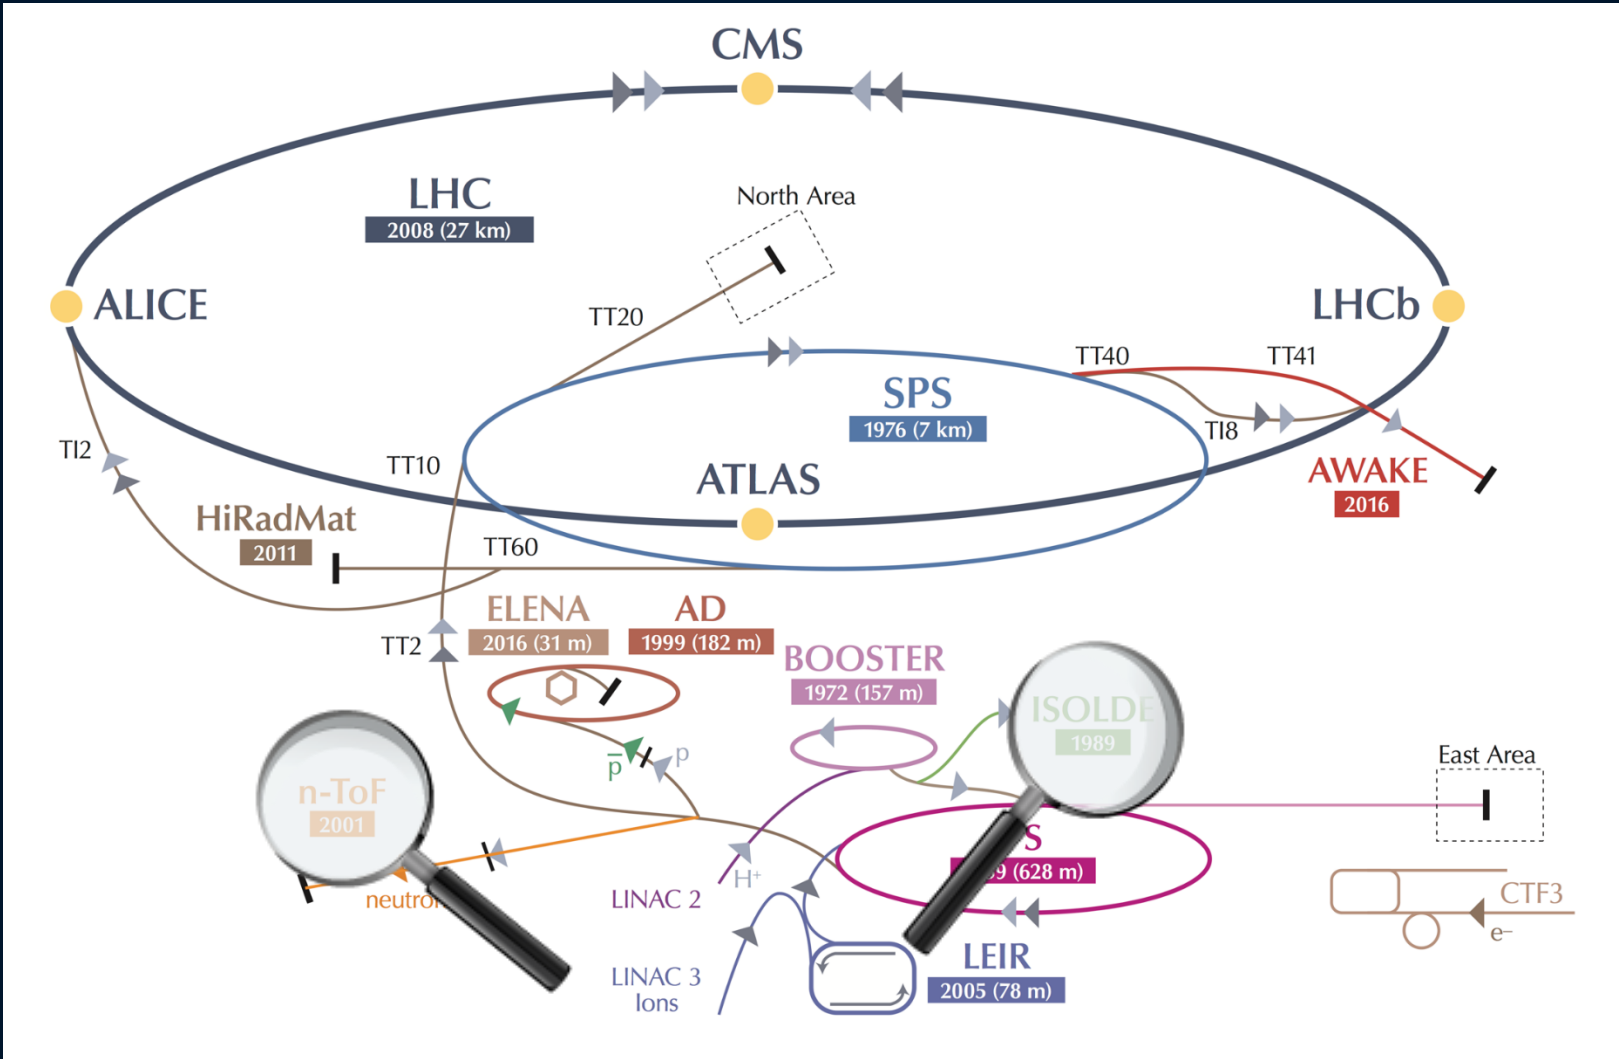 CMS
LHC
2008 (27 km)
North Area
ALICE
LHCb
TT20
TT40
TT41
SPS
1976 (7 km)
TI8
TI2
TT10
ATLAS
AWAKE
2016
HiRadMat
2011
TT60
ELENA
2016 (31 m)
AD
1999 (182 m)
TT2
BOOSTER
1972 (157 m)
ISOLDE
1989
p
p̅
East Area
n-ToF
2001
S
9 (628 m)
H⁺
LINAC 2
neutro
CTF3
e⁻
LEIR
2005 (78 m)
LINAC 3
Ions